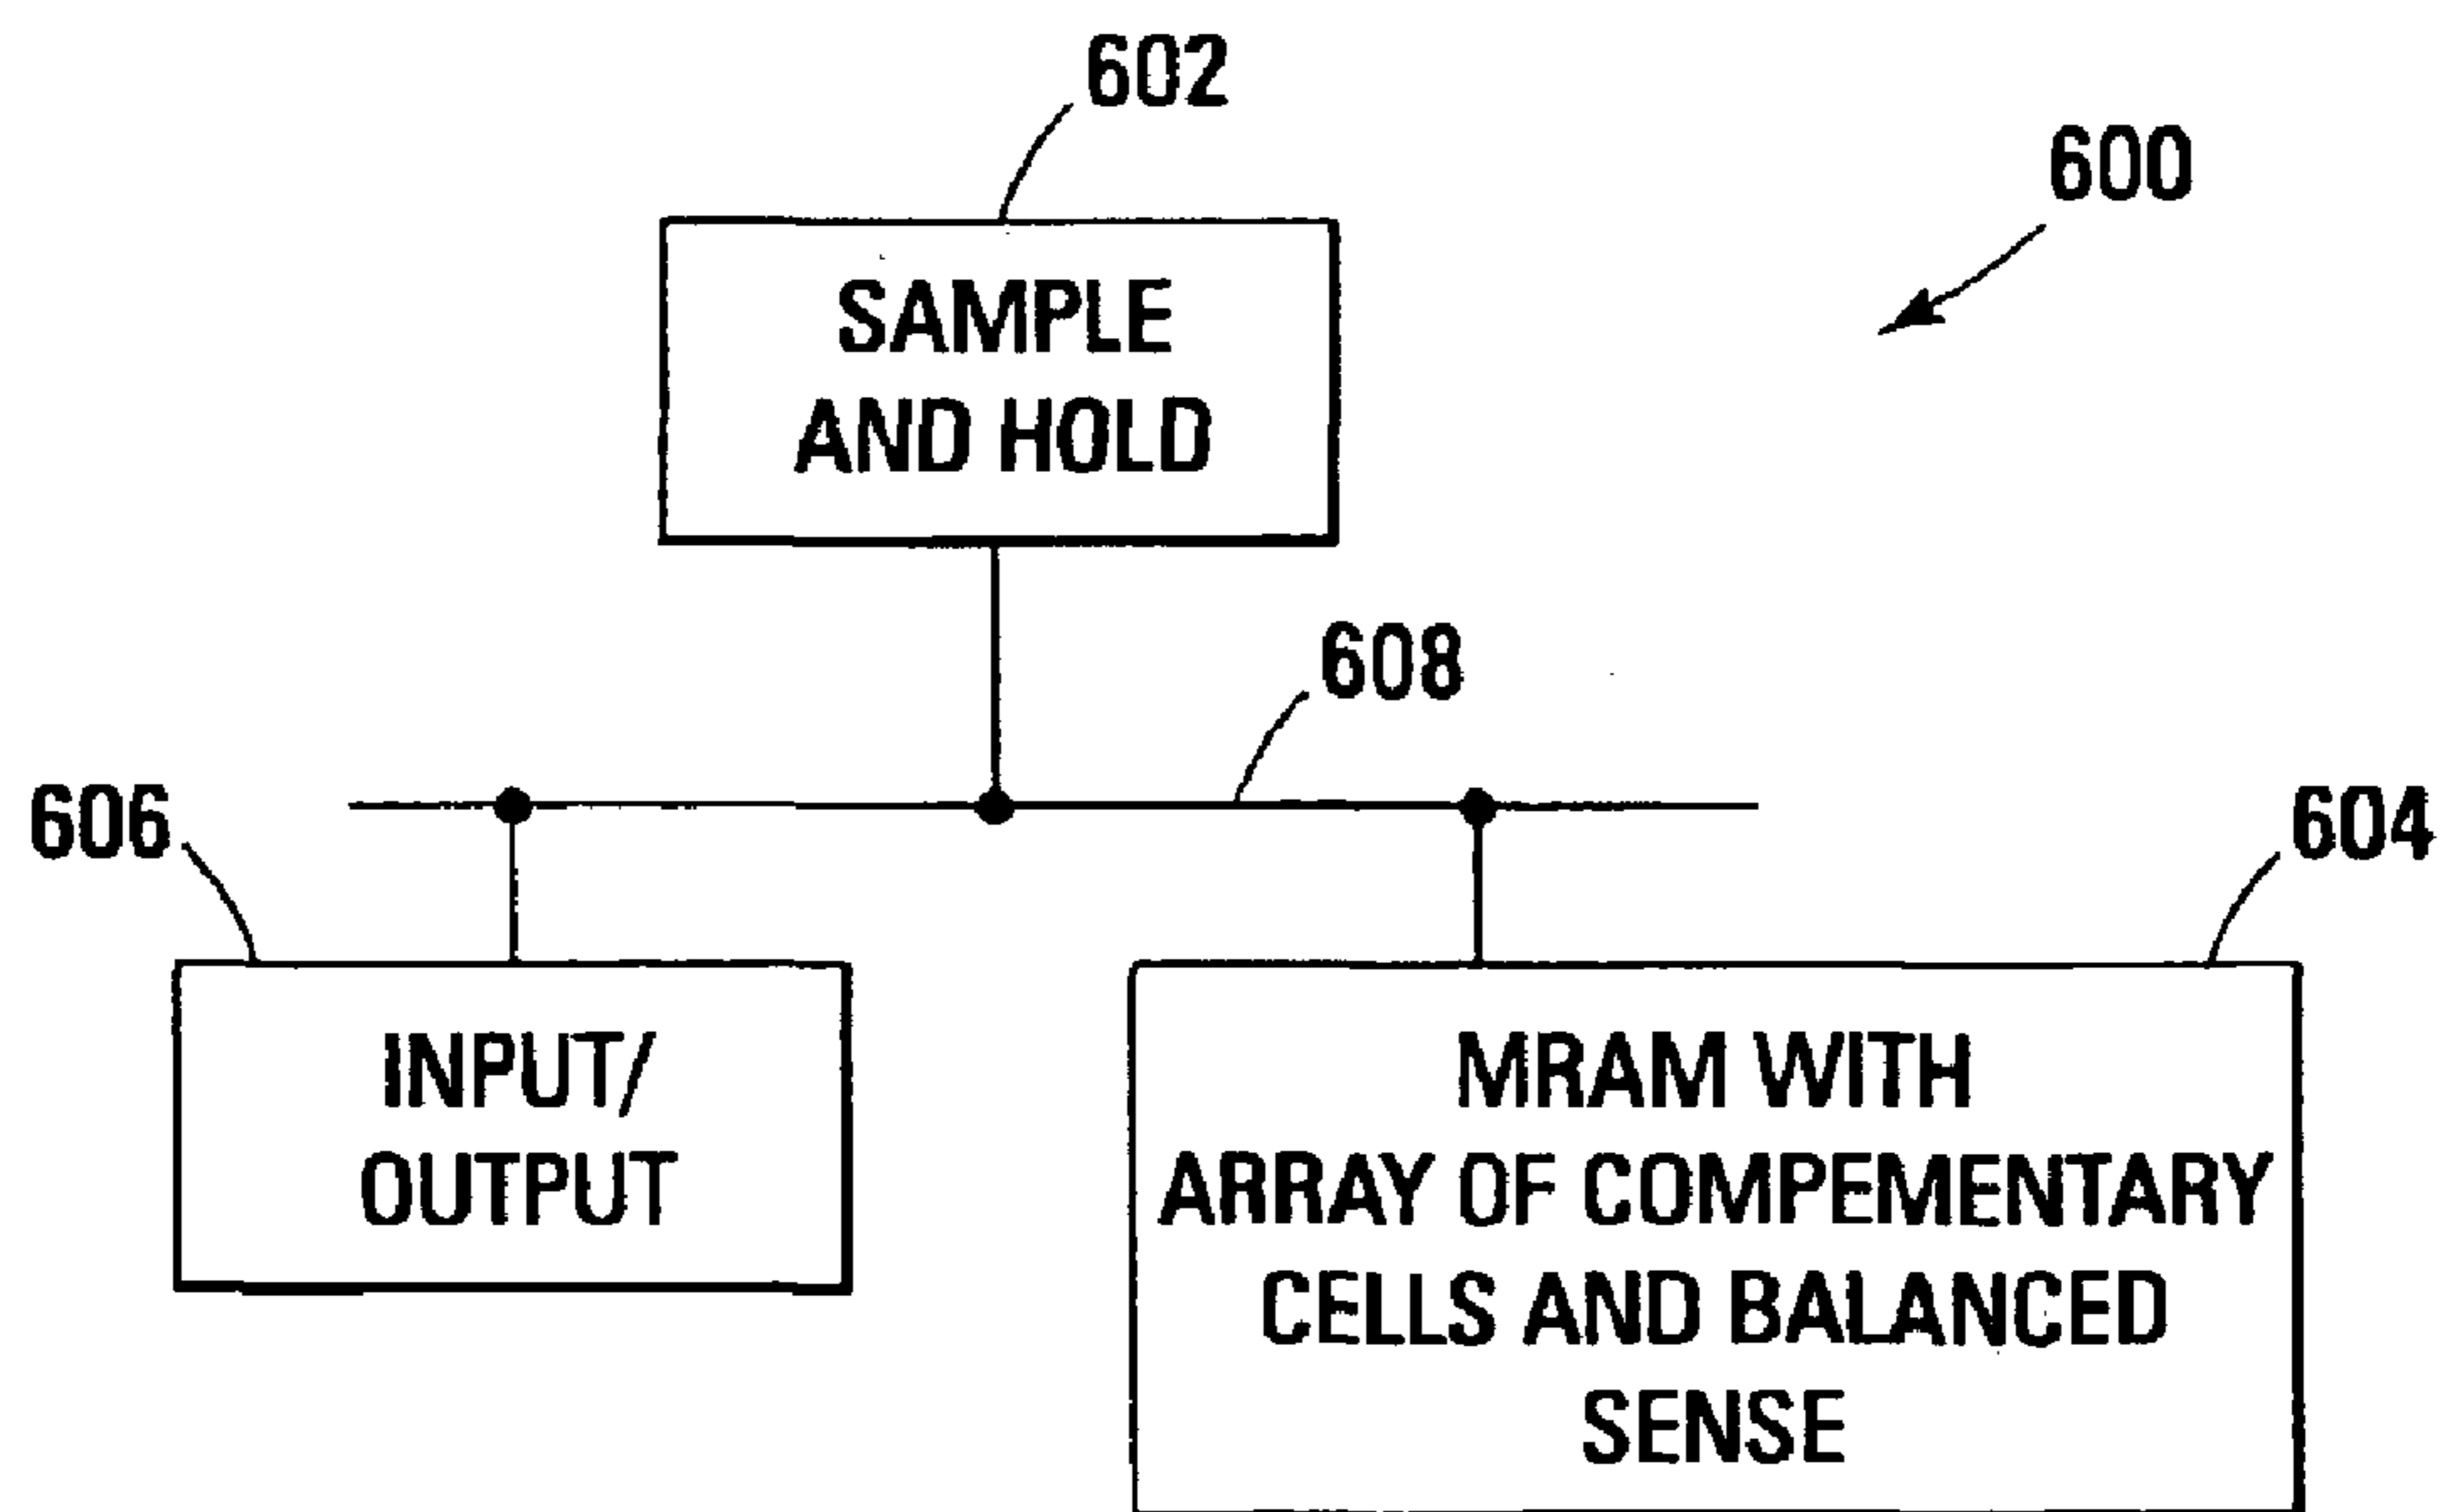 602
600
SAMPLE
AND HOLD
608
606
604
INPUT/
OUTPUT
MRAM WITH
ARRAY OF COMPEMENTARY
CELLS AND BALANCED
SENSE